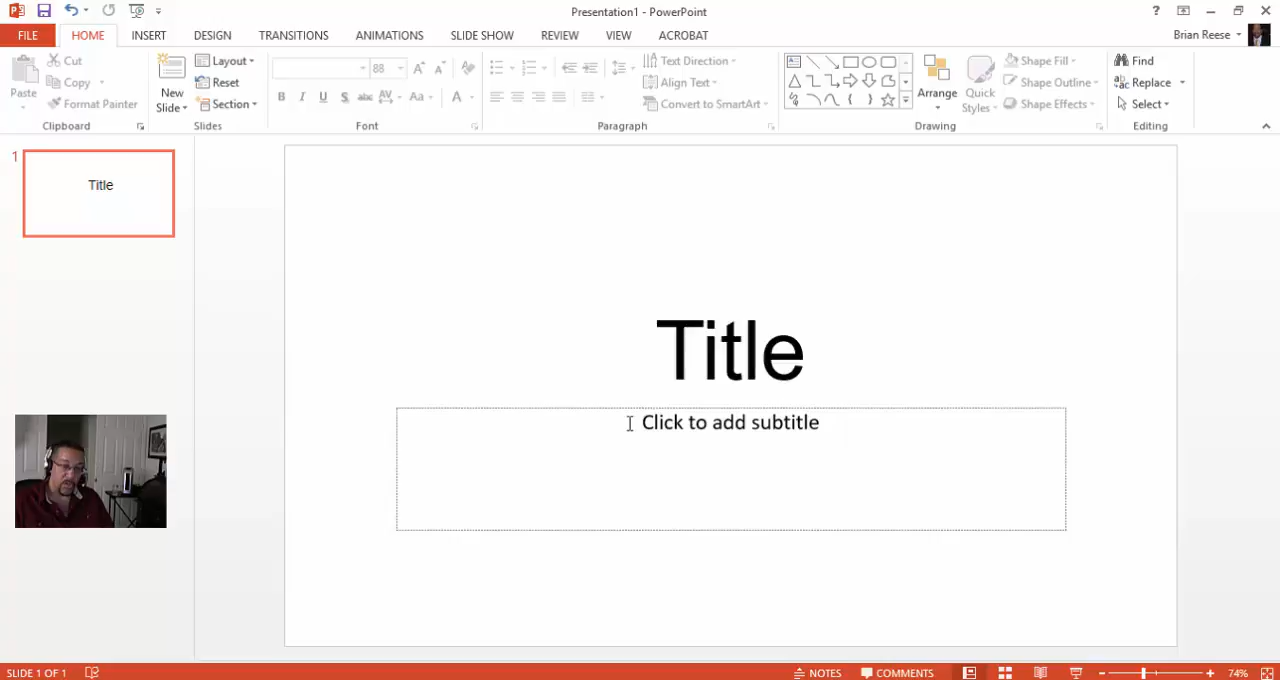 Presentation1 - PowerPoint
?
FILE HOME INSERT DESIGN TRANSITIONS ANIMATIONS SLIDE SHOW REVIEW VIEW ACROBAT Brian Reese
Paste
Cut
Copy
Format Painter
Clipboard
New
Slide
Layout
Reset
Section
Slides
88
B I U S abc AV Aa A
Font
Text Direction
Align Text
Convert to SmartArt
Paragraph
Arrange
Quick
Styles
Shape Fill
Shape Outline
Shape Effects
Drawing
Find
Replace
Select
Editing
1
Title
Title
Click to add subtitle
SLIDE 1 OF 1 NOTES COMMENTS 74%